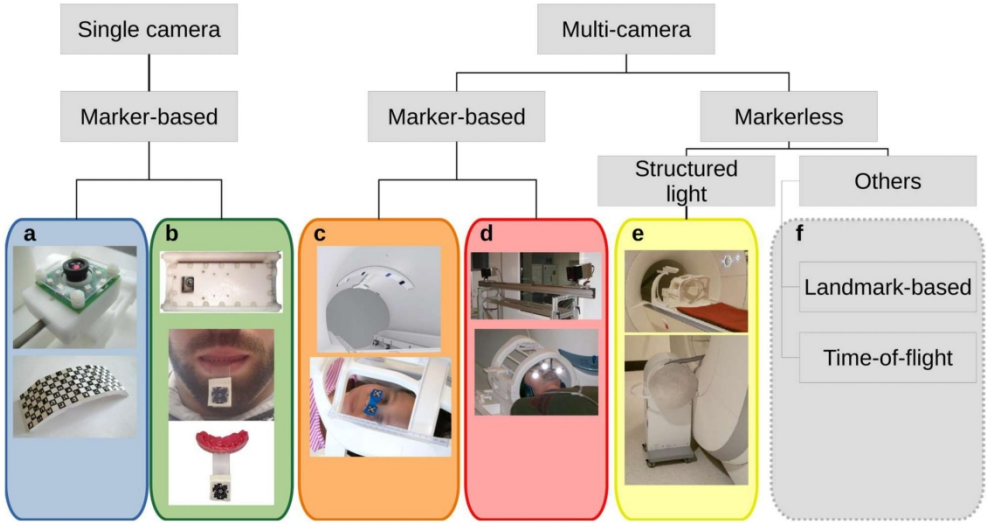 Single camera
Multi-camera
Marker-based
Marker-based
Markerless
Structured
light
Others
a
b
c
d
e
f
Landmark-based
Time-of-flight